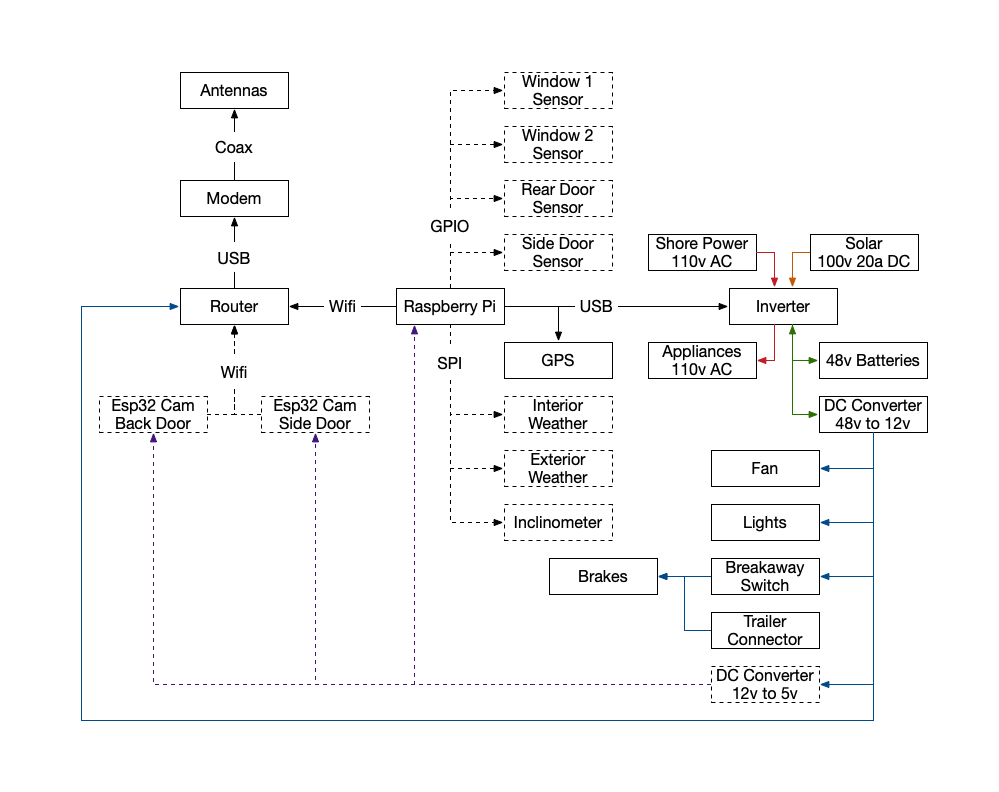 Antennas
Window 1
Sensor
Coax
Window 2
Sensor
Modem
Rear Door
Sensor
GPIO
USB
Side Door
Sensor
Shore Power
110v AC
Solar
100v 20a DC
Router
Wifi
Raspberry Pi
USB
Inverter
Wifi
SPI
GPS
Appliances
110v AC
48v Batteries
Esp32 Cam
Back Door
Esp32 Cam
Side Door
Interior
Weather
DC Converter
48v to 12v
Exterior
Weather
Fan
Inclinometer
Lights
Brakes
Breakaway
Switch
Trailer
Connector
DC Converter
12v to 5v